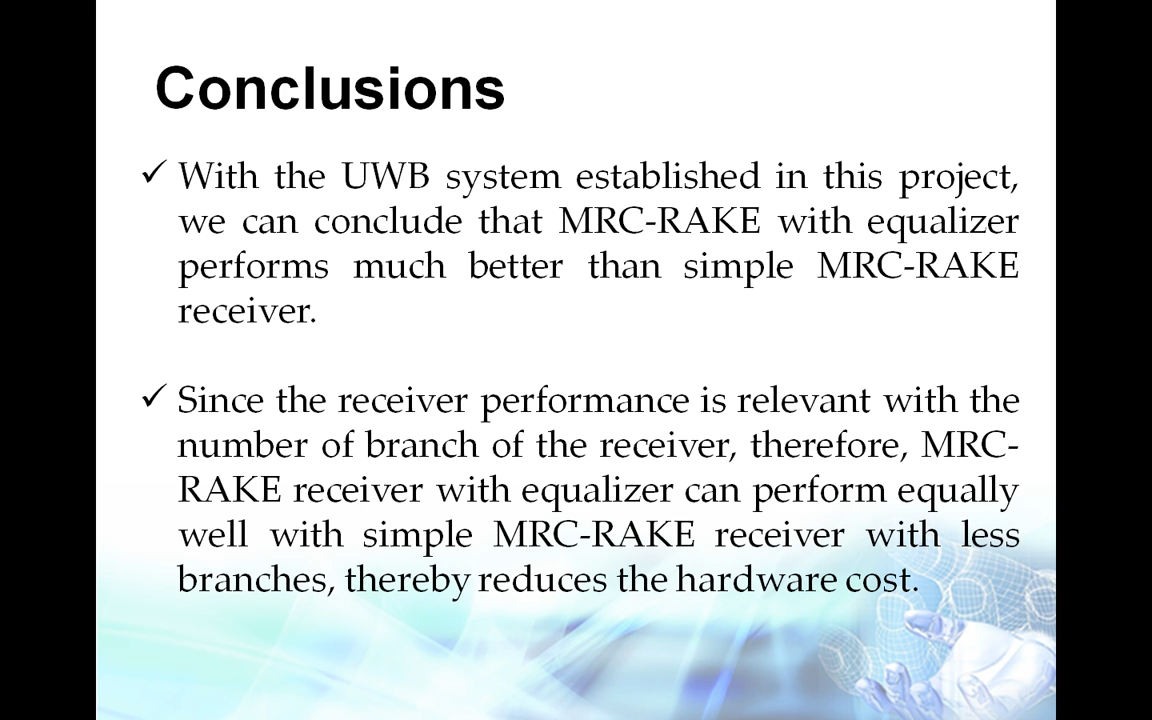 Conclusions
✓ With the UWB system established in this project,
we can conclude that MRC-RAKE with equalizer
performs much better than simple MRC-RAKE
receiver.
✓ Since the receiver performance is relevant with the
number of branch of the receiver, therefore, MRC-
RAKE receiver with equalizer can perform equally
well with simple MRC-RAKE receiver with less
branches, thereby reduces the hardware cost.